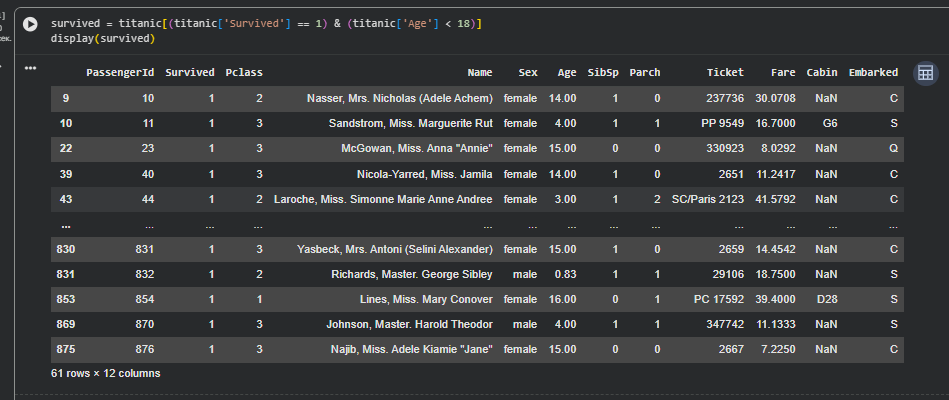 ]
0
сек.
survived = titanic[(titanic['Survived'] == 1) & (titanic['Age'] < 18)]
display(survived)
PassengerId Survived Pclass Name Sex Age SibSp Parch Ticket Fare Cabin Embarked
9 10 1 2 Nasser, Mrs. Nicholas (Adele Achem) female 14.00 1 0 237736 30.0708 NaN C
10 11 1 3 Sandstrom, Miss. Marguerite Rut female 4.00 1 1 PP 9549 16.7000 G6 S
22 23 1 3 McGowan, Miss. Anna "Annie" female 15.00 0 0 330923 8.0292 NaN Q
39 40 1 3 Nicola-Yarred, Miss. Jamila female 14.00 1 0 2651 11.2417 NaN C
43 44 1 2 Laroche, Miss. Simonne Marie Anne Andree female 3.00 1 2 SC/Paris 2123 41.5792 NaN C
... ... ... ... ... ... ... ... ... ... ... ... ...
830 831 1 3 Yasbeck, Mrs. Antoni (Selini Alexander) female 15.00 1 0 2659 14.4542 NaN C
831 832 1 2 Richards, Master. George Sibley male 0.83 1 1 29106 18.7500 NaN S
853 854 1 1 Lines, Miss. Mary Conover female 16.00 0 1 PC 17592 39.4000 D28 S
869 870 1 3 Johnson, Master. Harold Theodor male 4.00 1 1 347742 11.1333 NaN S
875 876 1 3 Najib, Miss. Adele Kiamie "Jane" female 15.00 0 0 2667 7.2250 NaN C
61 rows × 12 columns